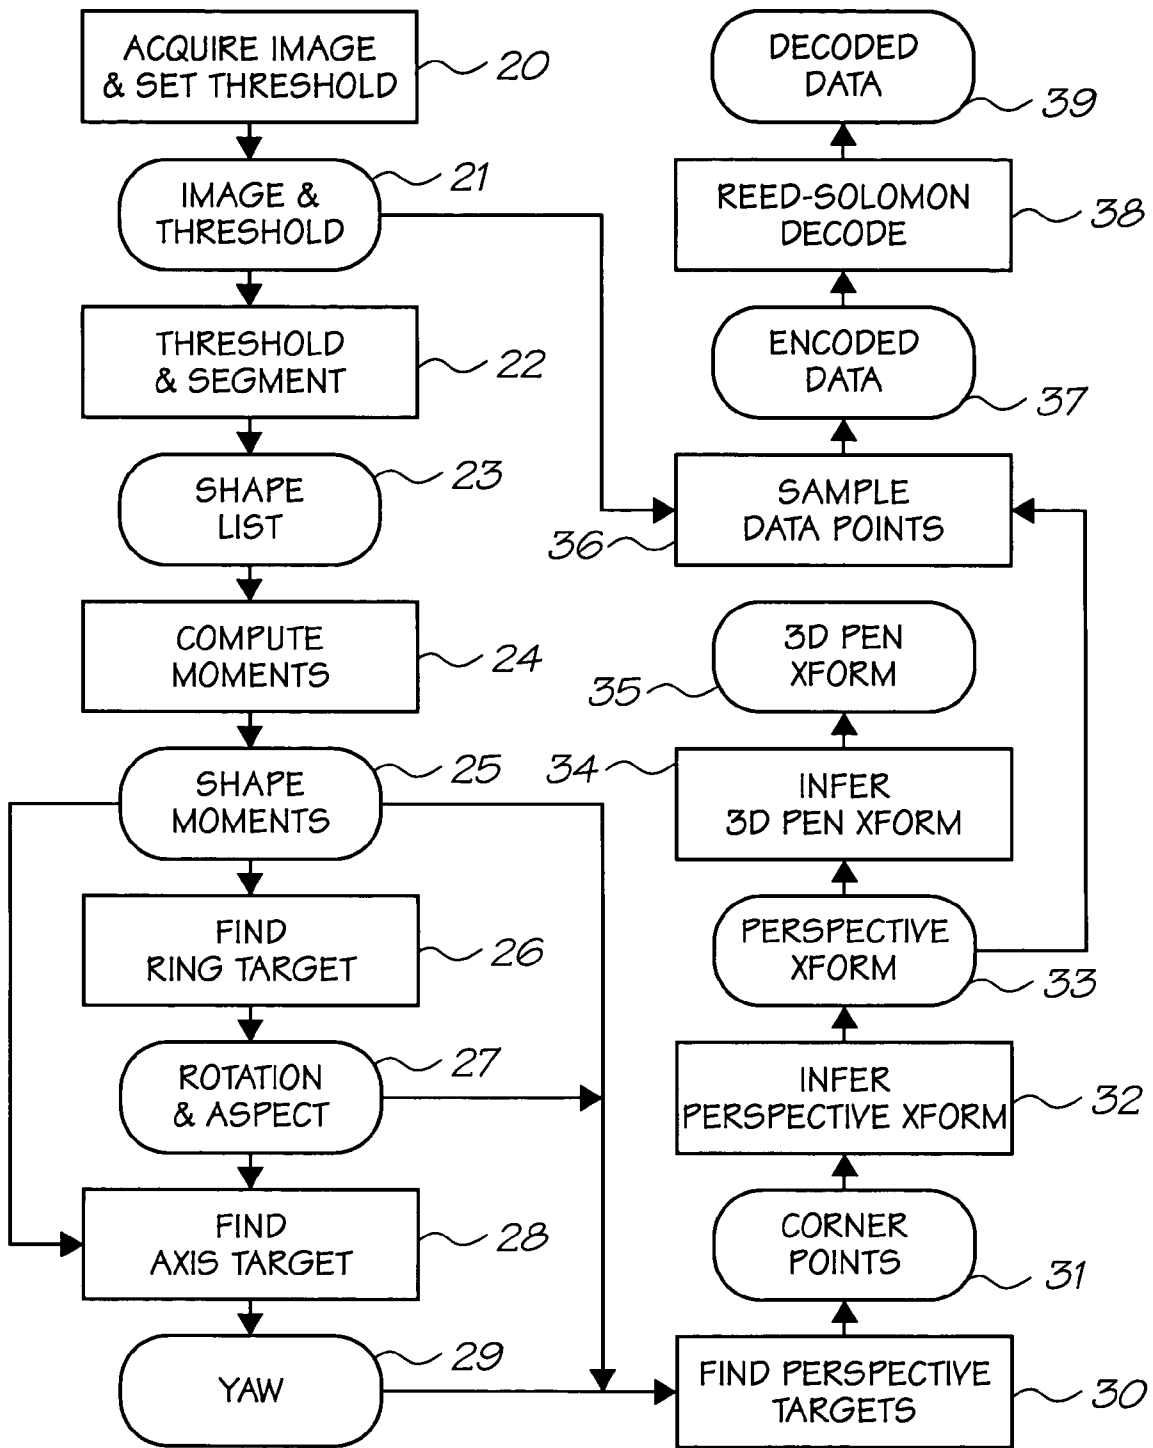 ACQUIRE IMAGE
& SET THRESHOLD
20
IMAGE &
THRESHOLD
21
THRESHOLD
& SEGMENT
22
SHAPE
LIST
23
COMPUTE
MOMENTS
24
SHAPE
MOMENTS
25
FIND
RING TARGET
26
ROTATION
& ASPECT
27
FIND
AXIS TARGET
28
YAW
29
DECODED
DATA
39
REED-SOLOMON
DECODE
38
ENCODED
DATA
37
SAMPLE
DATA POINTS
36
3D PEN
XFORM
35
34
INFER
3D PEN XFORM
PERSPECTIVE
XFORM
33
INFER
PERSPECTIVE XFORM
32
CORNER
POINTS
31
FIND PERSPECTIVE
TARGETS
30